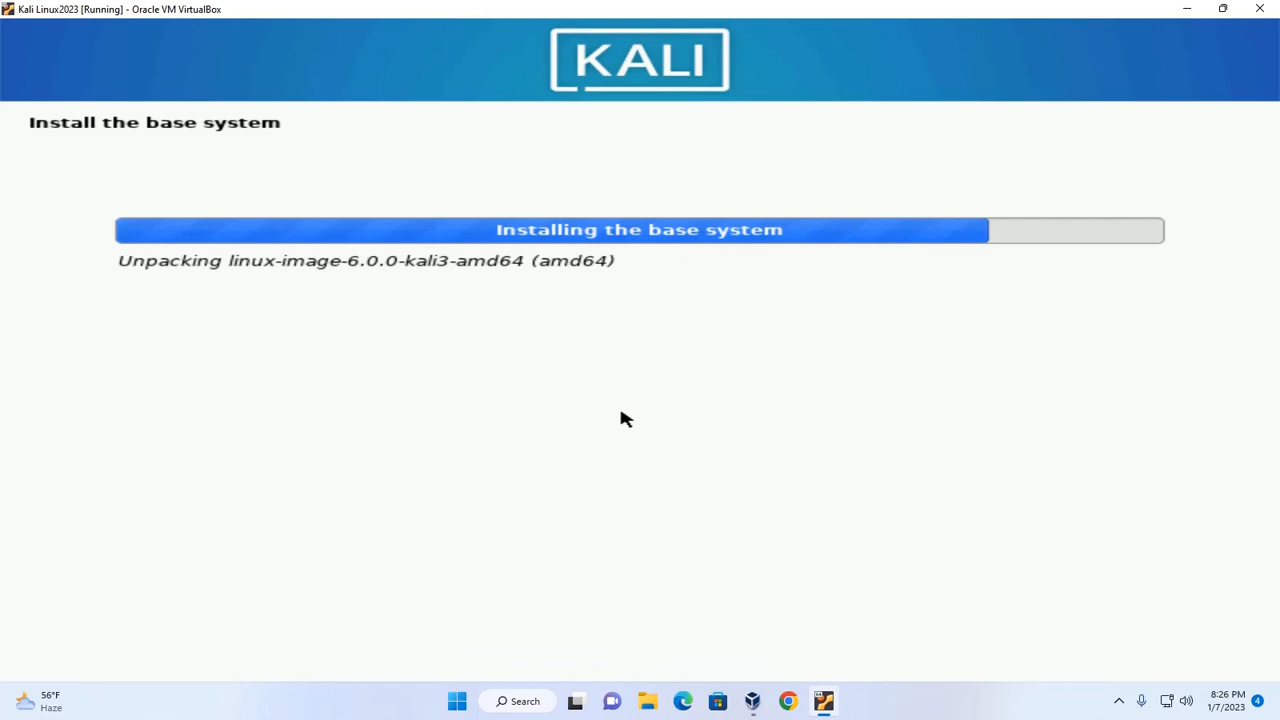 Kali Linux2023 [Running] - Oracle VM VirtualBox
KALI
Install the base system
Installing the base system
Unpacking linux-image-6.0.0-kali3-amd64 (amd64)
56°F
Haze
Search
8:26 PM
1/7/2023
4